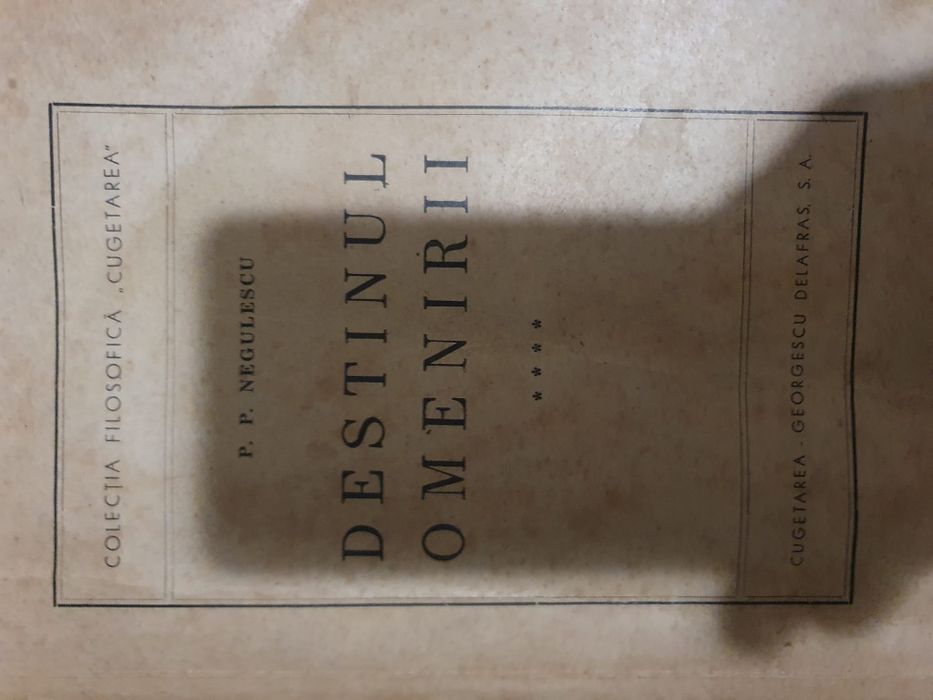 COLECȚIA FILOSOFICĂ „CUGETAREA”
P. P. NEGULESCU
DESTINUL
OMENIRII
* * * *
CUGETAREA - GEORGESCU DELAFRAS, S. A.